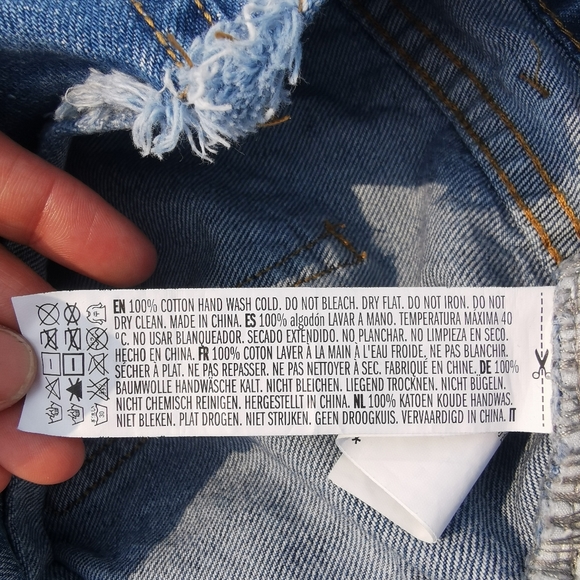 EN 100% COTTON HAND WASH COLD. DO NOT BLEACH. DRY FLAT. DO NOT IRON. DO NOT
DRY CLEAN. MADE IN CHINA. ES 100% algodón LAVAR A MANO. TEMPERATURA MÁXIMA 40
ºC. NO USAR BLANQUEADOR. SECADO EXTENDIDO. NO PLANCHAR. NO LIMPIEZA EN SECO.
HECHO EN CHINA. FR 100% COTON LAVER À LA MAIN À L'EAU FROIDE. NE PAS BLANCHIR.
SÉCHER À PLAT. NE PAS REPASSER. NE PAS NETTOYER À SEC. FABRIQUÉ EN CHINE. DE 100%
BAUMWOLLE HANDWÄSCHE KALT. NICHT BLEICHEN. LIEGEND TROCKNEN. NICHT BÜGELN.
NICHT CHEMISCH REINIGEN. HERGESTELLT IN CHINA. NL 100% KATOEN KOUDE HANDWAS.
NIET BLEKEN. PLAT DROGEN. NIET STRIJKEN. GEEN DROOGKUIS. VERVAARDIGD IN CHINA. IT